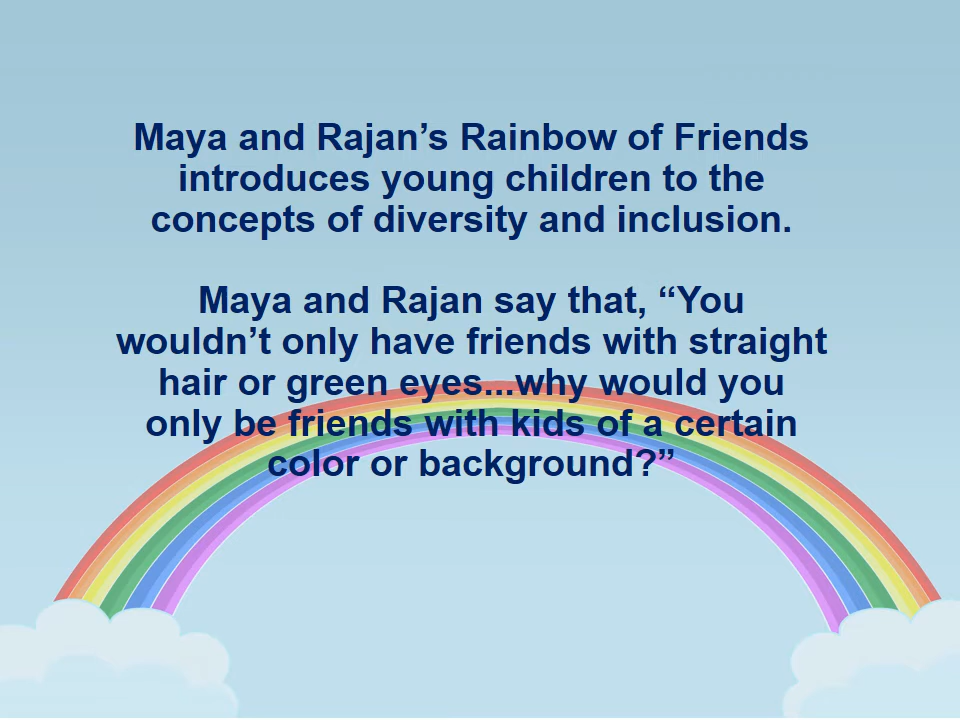 Maya and Rajan’s Rainbow of Friends
introduces young children to the
concepts of diversity and inclusion.
Maya and Rajan say that, “You
wouldn’t only have friends with straight
hair or green eyes...why would you
only be friends with kids of a certain
color or background?”